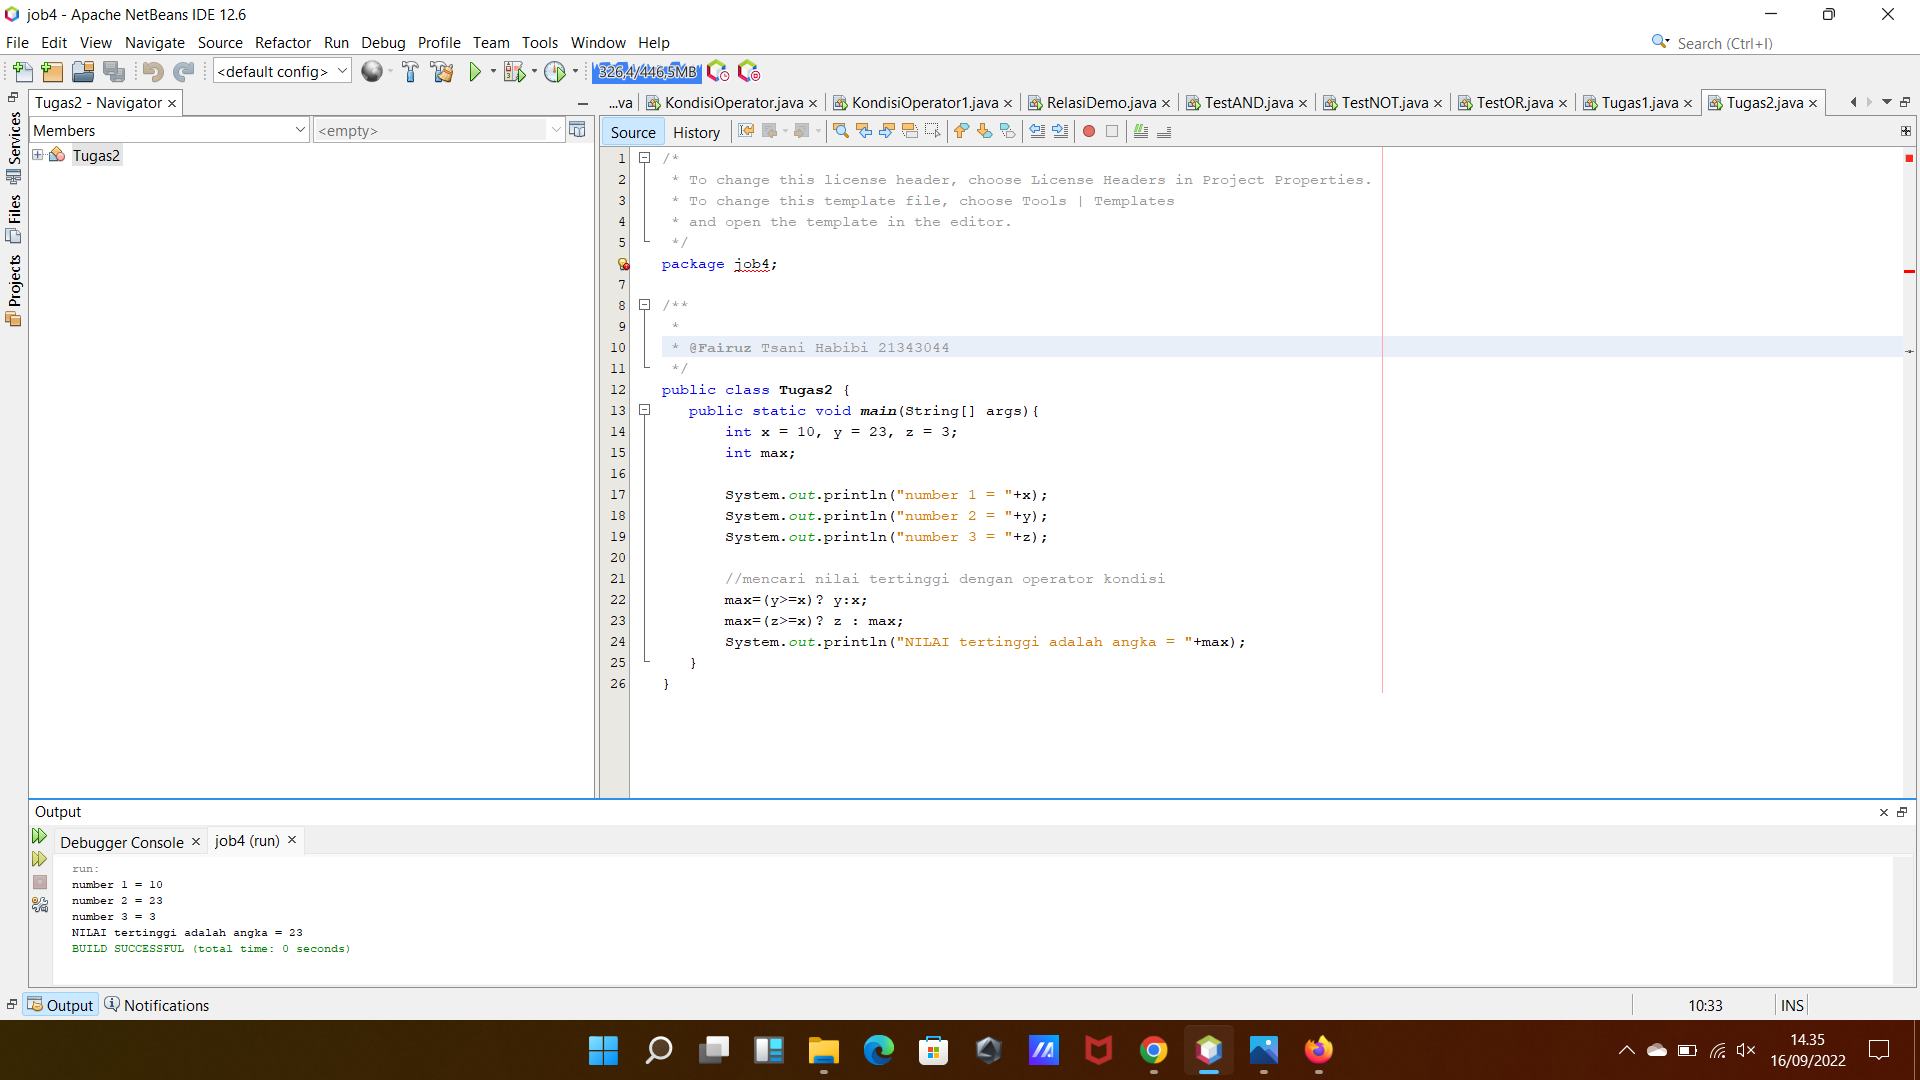 job4 - Apache NetBeans IDE 12.6
File Edit View Navigate Source Refactor Run Debug Profile Team Tools Window Help
Search (Ctrl+I)
<default config>
326,4/446,5MB
Tugas2 - Navigator
...va KondisiOperator.java KondisiOperator1.java RelasiDemo.java TestAND.java TestNOT.java TestOR.java Tugas1.java Tugas2.java
Members
<empty>
Services
Files
Projects
Tugas2
Source History
1 /*
2 * To change this license header, choose License Headers in Project Properties.
3 * To change this template file, choose Tools | Templates
4 * and open the template in the editor.
5 */
package job4;
7
8 /**
9 *
10 * @Fairuz Tsani Habibi 21343044
11 */
12 public class Tugas2 {
13 public static void main(String[] args){
14 int x = 10, y = 23, z = 3;
15 int max;
16
17 System.out.println("number 1 = "+x);
18 System.out.println("number 2 = "+y);
19 System.out.println("number 3 = "+z);
20
21 //mencari nilai tertinggi dengan operator kondisi
22 max=(y>=x)? y:x;
23 max=(z>=x)? z : max;
24 System.out.println("NILAI tertinggi adalah angka = "+max);
25 }
26 }
Output
Debugger Console job4 (run)
run:
number 1 = 10
number 2 = 23
number 3 = 3
NILAI tertinggi adalah angka = 23
BUILD SUCCESSFUL (total time: 0 seconds)
Output Notifications
10:33 INS
14.35
16/09/2022